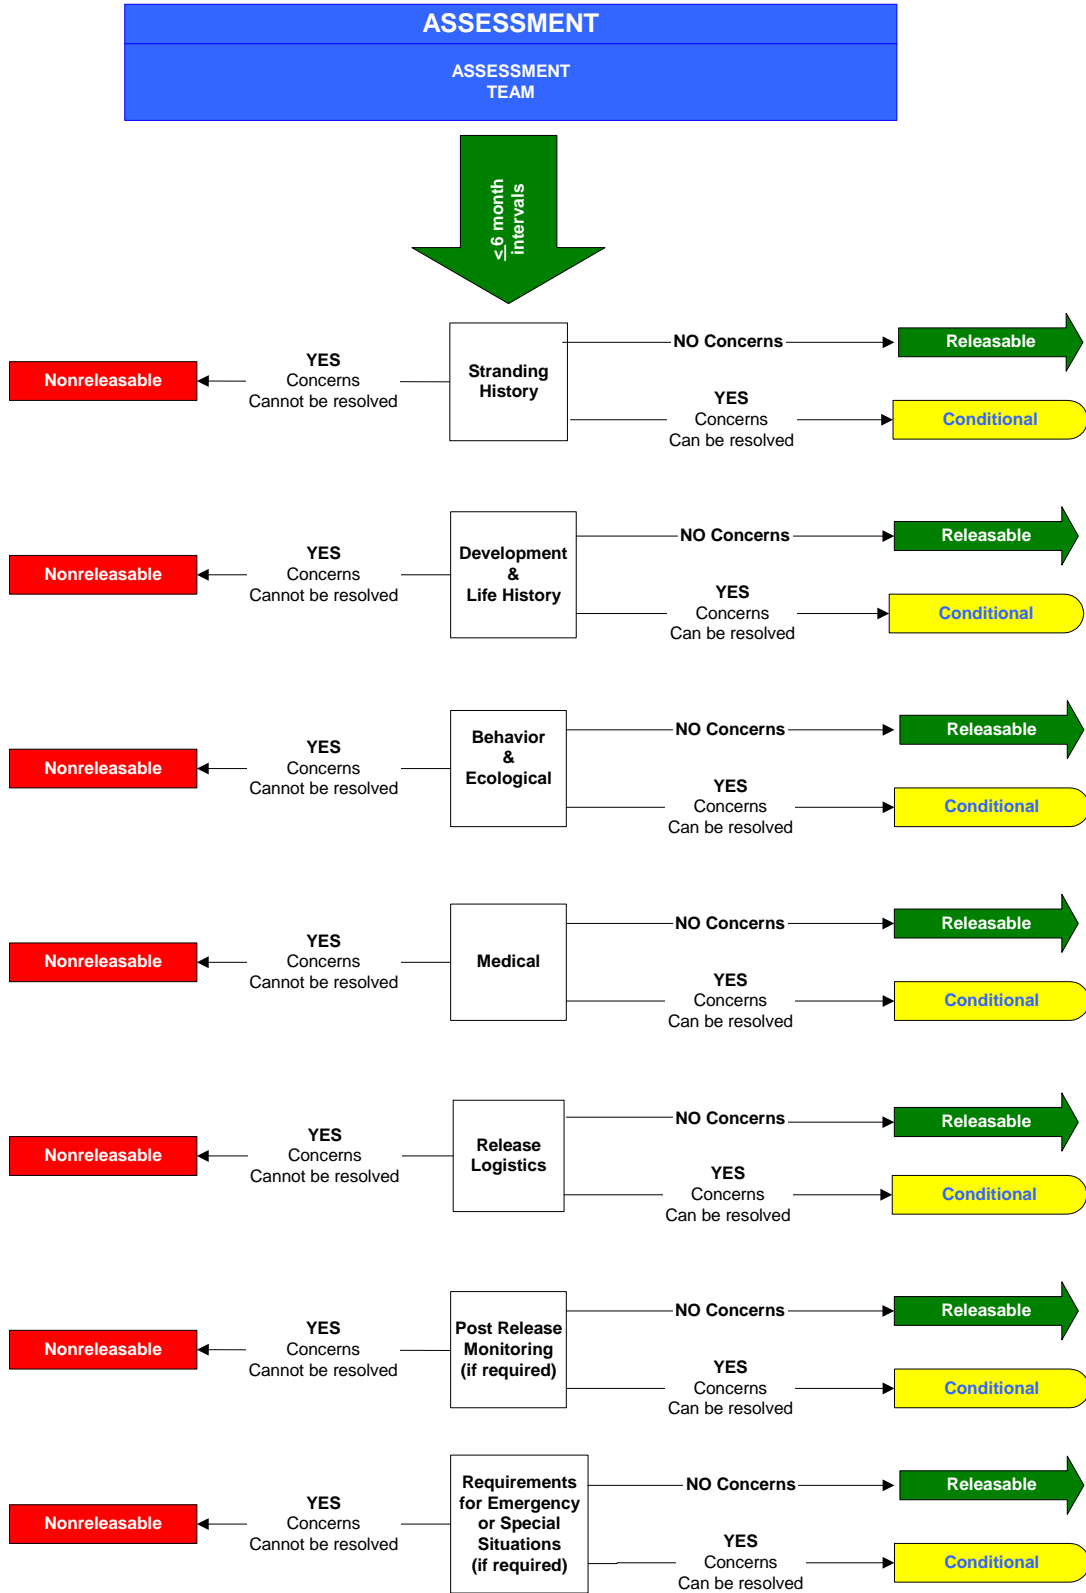 ASSESSMENT
ASSESSMENT
TEAM
≤6 month
intervals
Stranding
History
NO Concerns
Releasable
YES
Concerns
Cannot be resolved
Nonreleasable
YES
Concerns
Can be resolved
Conditional
Development
&
Life History
NO Concerns
Releasable
YES
Concerns
Cannot be resolved
Nonreleasable
YES
Concerns
Can be resolved
Conditional
Behavior
&
Ecological
NO Concerns
Releasable
YES
Concerns
Cannot be resolved
Nonreleasable
YES
Concerns
Can be resolved
Conditional
Medical
NO Concerns
Releasable
YES
Concerns
Cannot be resolved
Nonreleasable
YES
Concerns
Can be resolved
Conditional
Release
Logistics
NO Concerns
Releasable
YES
Concerns
Cannot be resolved
Nonreleasable
YES
Concerns
Can be resolved
Conditional
Post Release
Monitoring
(if required)
NO Concerns
Releasable
YES
Concerns
Cannot be resolved
Nonreleasable
YES
Concerns
Can be resolved
Conditional
Requirements
for Emergency
or Special
Situations
(if required)
NO Concerns
Releasable
YES
Concerns
Cannot be resolved
Nonreleasable
YES
Concerns
Can be resolved
Conditional